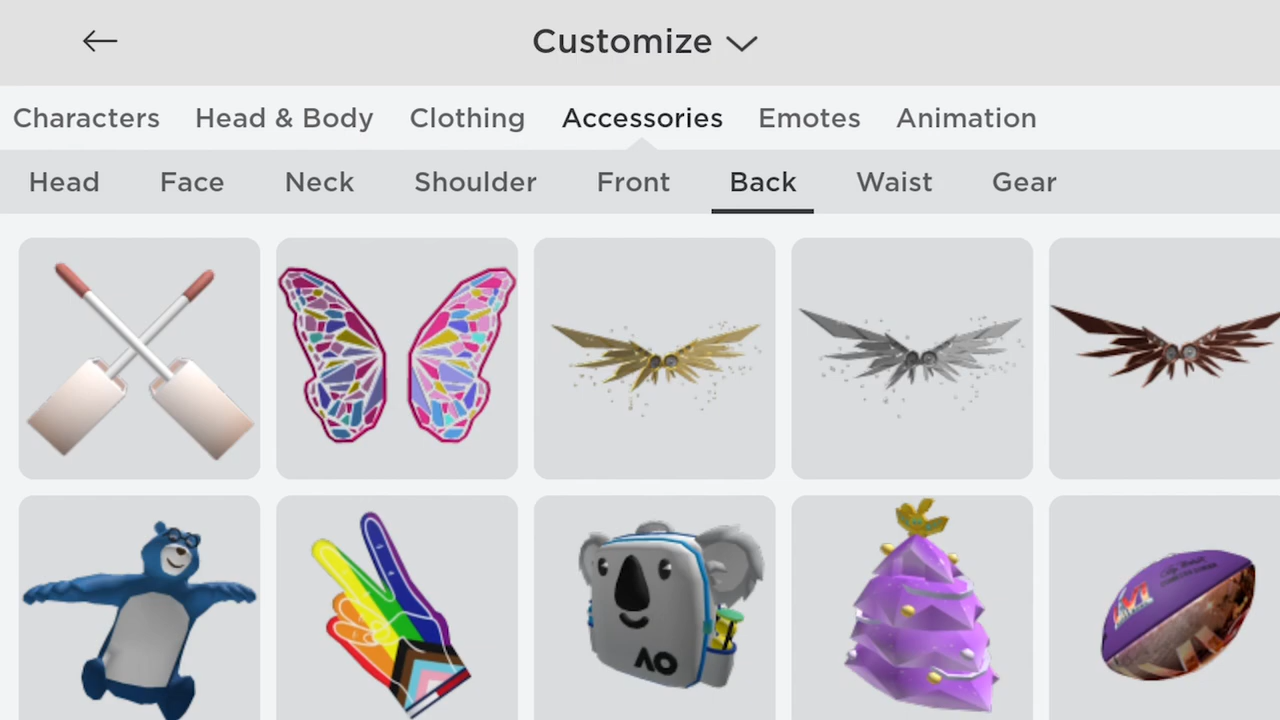 Customize
Characters Head & Body Clothing Accessories Emotes Animation
Head Face Neck Shoulder Front Back Waist Gear
AO